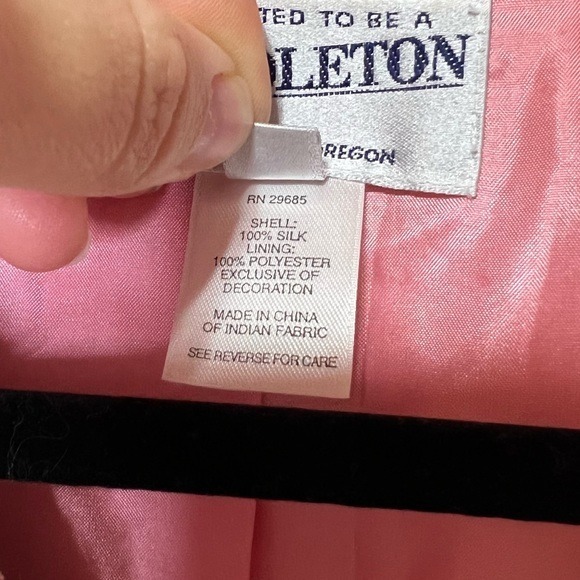 TED TO BE A
DLETON
OREGON
RN 29685
SHELL:
100% SILK
LINING:
100% POLYESTER
EXCLUSIVE OF
DECORATION
MADE IN CHINA
OF INDIAN FABRIC
SEE REVERSE FOR CARE